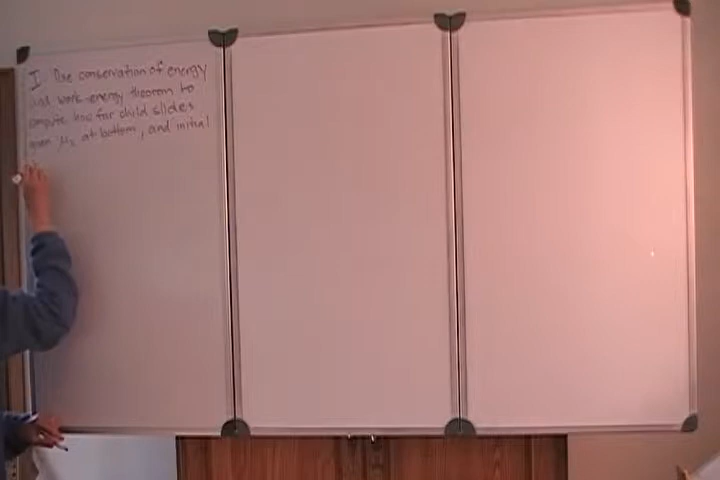 I. Use conservation of energy
and work-energy theorem to
compute how far child slides
given μk at bottom, and initial